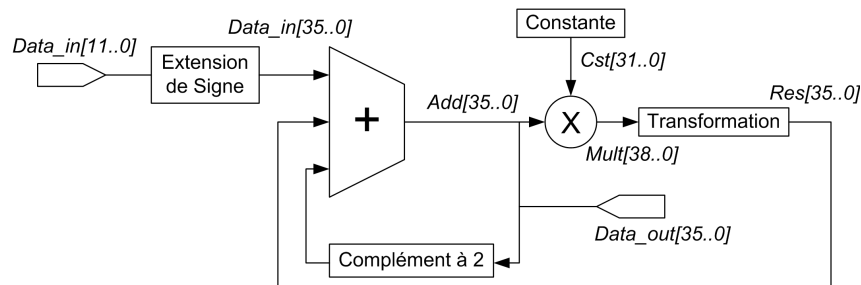 Constante
Data_in[11..0]
Data_in[35..0]
Extension
de Signe
+
Add[35..0]
Cst[31..0]
X
Mult[38..0]
Transformation
Res[35..0]
Data_out[35..0]
Complément à 2